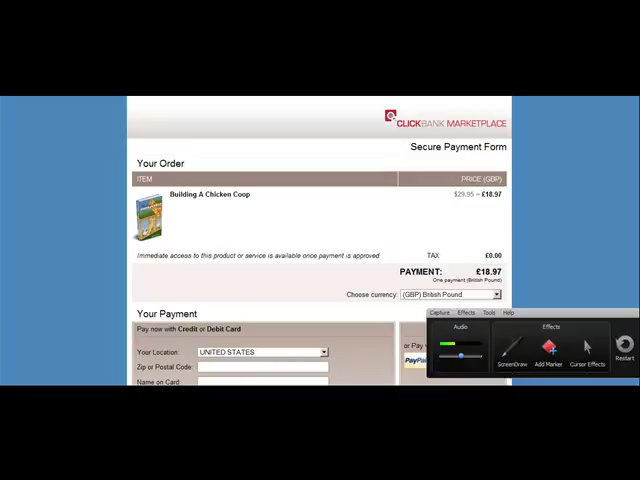 CLICKBANK MARKETPLACE
Secure Payment Form
Your Order
ITEM PRICE (GBP)
Building A Chicken Coop $29.95 = £18.97
Immediate access to this product or service is available once payment is approved TAX £0.00
PAYMENT: £18.97
One payment (British Pound)
Choose currency: (GBP) British Pound
Your Payment
Capture Effects Tools Help
Pay now with Credit or Debit Card
Audio Effects
or Pay
Your Location: UNITED STATES
PayPa
ScreenDraw Add Marker Cursor Effects Restart
Zip or Postal Code:
Name on Card: